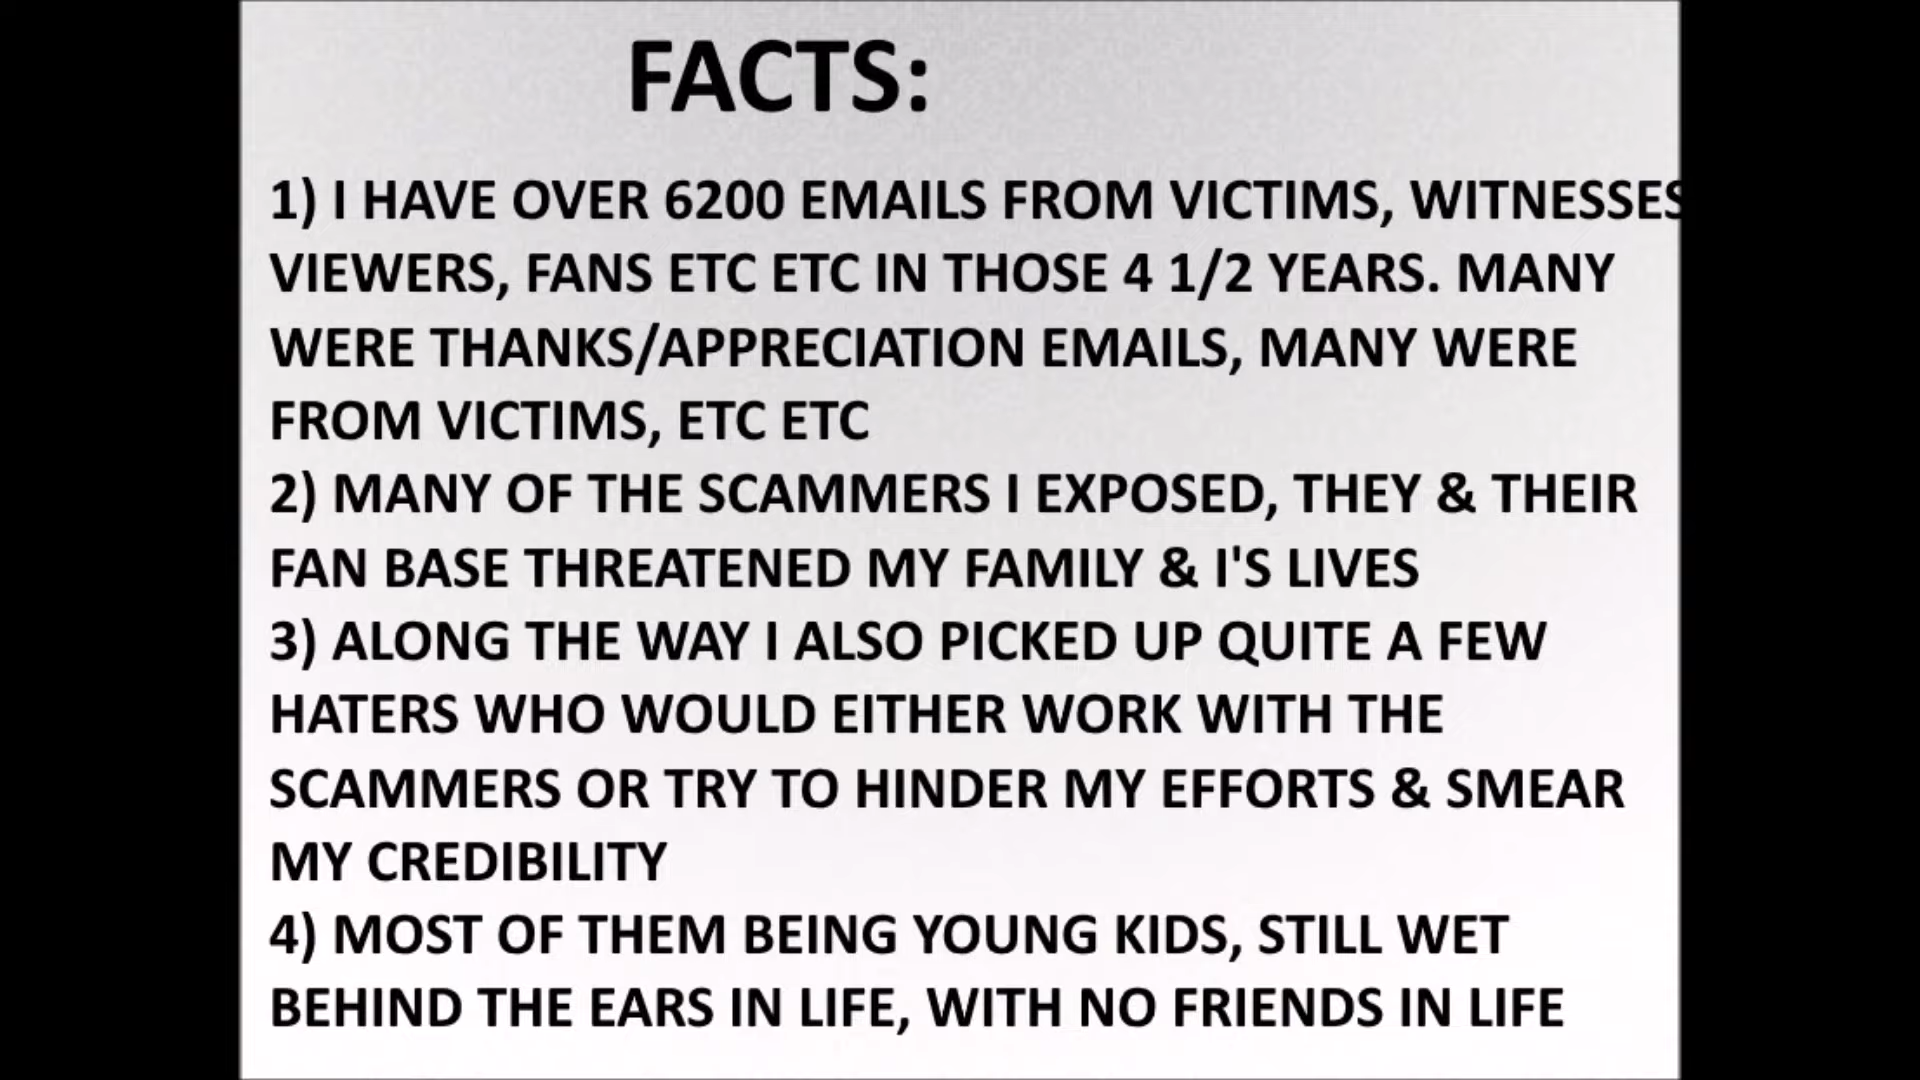 FACTS:
1) I HAVE OVER 6200 EMAILS FROM VICTIMS, WITNESSES
VIEWERS, FANS ETC ETC IN THOSE 4 1/2 YEARS. MANY
WERE THANKS/APPRECIATION EMAILS, MANY WERE
FROM VICTIMS, ETC ETC
2) MANY OF THE SCAMMERS I EXPOSED, THEY & THEIR
FAN BASE THREATENED MY FAMILY & I'S LIVES
3) ALONG THE WAY I ALSO PICKED UP QUITE A FEW
HATERS WHO WOULD EITHER WORK WITH THE
SCAMMERS OR TRY TO HINDER MY EFFORTS & SMEAR
MY CREDIBILITY
4) MOST OF THEM BEING YOUNG KIDS, STILL WET
BEHIND THE EARS IN LIFE, WITH NO FRIENDS IN LIFE